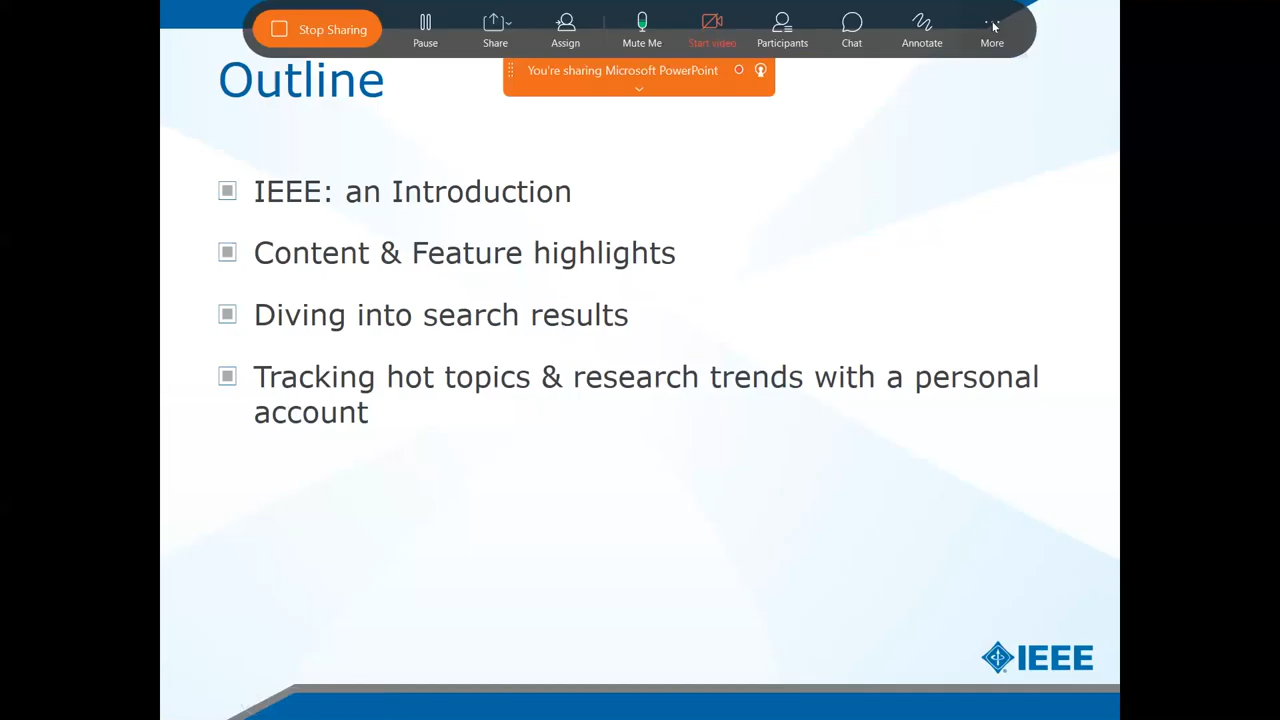 Stop Sharing
Pause
Share
Assign
Mute Me
Start video
Participants
Chat
Annotate
More
You're sharing Microsoft PowerPoint
Outline
IEEE: an Introduction
Content & Feature highlights
Diving into search results
Tracking hot topics & research trends with a personal
account
IEEE